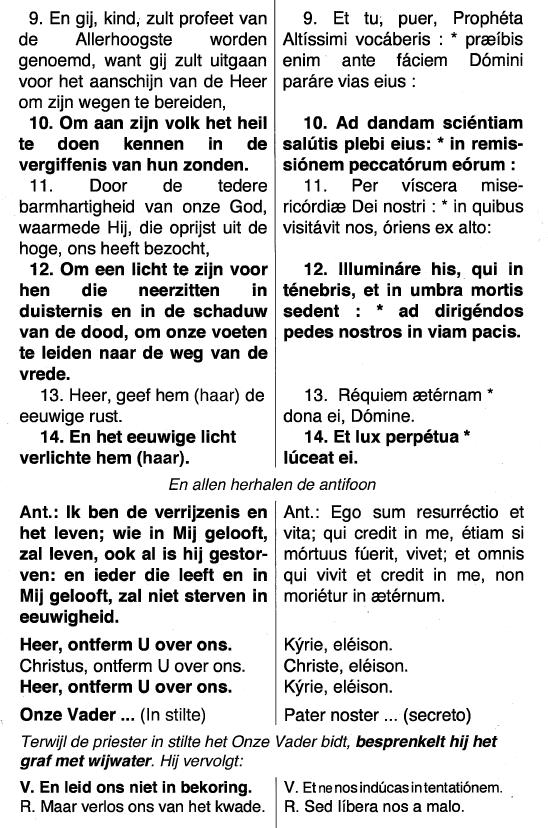 9. En gij, kind, zult profeet van
de Allerhoogste worden
genoemd, want gij zult uitgaan
voor het aanschijn van de Heer
om zijn wegen te bereiden,
10. Om aan zijn volk het heil
te doen kennen in de
vergiffenis van hun zonden.
11. Door de tedere
barmhartigheid van onze God,
waarmede Hij, die oprijst uit de
hoge, ons heeft bezocht,
12. Om een licht te zijn voor
hen die neerzitten in
duisternis en in de schaduw
van de dood, om onze voeten
te leiden naar de weg van de
vrede.
13. Heer, geef hem (haar) de
eeuwige rust.
14. En het eeuwige licht
verlichte hem (haar).
9. Et tu, puer, Prophéta
Altíssimi vocáberis : * præíbis
enim ante fáciem Dómini
paráre vias eius :
10. Ad dandam sciéntiam
salútis plebi eius: * in remis-
siónem peccatórum eórum :
11. Per víscera mise-
ricórdiæ Dei nostri : * in quibus
visitávit nos, óriens ex alto:
12. Illumináre his, qui in
ténebris, et in umbra mortis
sedent : * ad dirigéndos
pedes nostros in viam pacis.
13. Réquiem ætérnam *
dona ei, Dómine.
14. Et lux perpétua *
lúceat ei.
En allen herhalen de antifoon
Ant.: Ik ben de verrijzenis en
het leven; wie in Mij gelooft,
zal leven, ook al is hij gestor-
ven: en ieder die leeft en in
Mij gelooft, zal niet sterven in
eeuwigheid.
Ant.: Ego sum resurréctio et
vita; qui credit in me, étiam si
mórtuus fúerit, vivet; et omnis
qui vivit et credit in me, non
moriétur in ætérnum.
Heer, ontferm U over ons.
Christus, ontferm U over ons.
Heer, ontferm U over ons.
Kýrie, eléison.
Christe, eléison.
Kýrie, eléison.
Onze Vader ... (In stilte)
Pater noster ... (secreto)
Terwijl de priester in stilte het Onze Vader bidt, besprenkelt hij het
graf met wijwater. Hij vervolgt:
V. En leid ons niet in bekoring.
R. Maar verlos ons van het kwade.
V. Et ne nos indúcas in tentatiónem.
R. Sed líbera nos a malo.